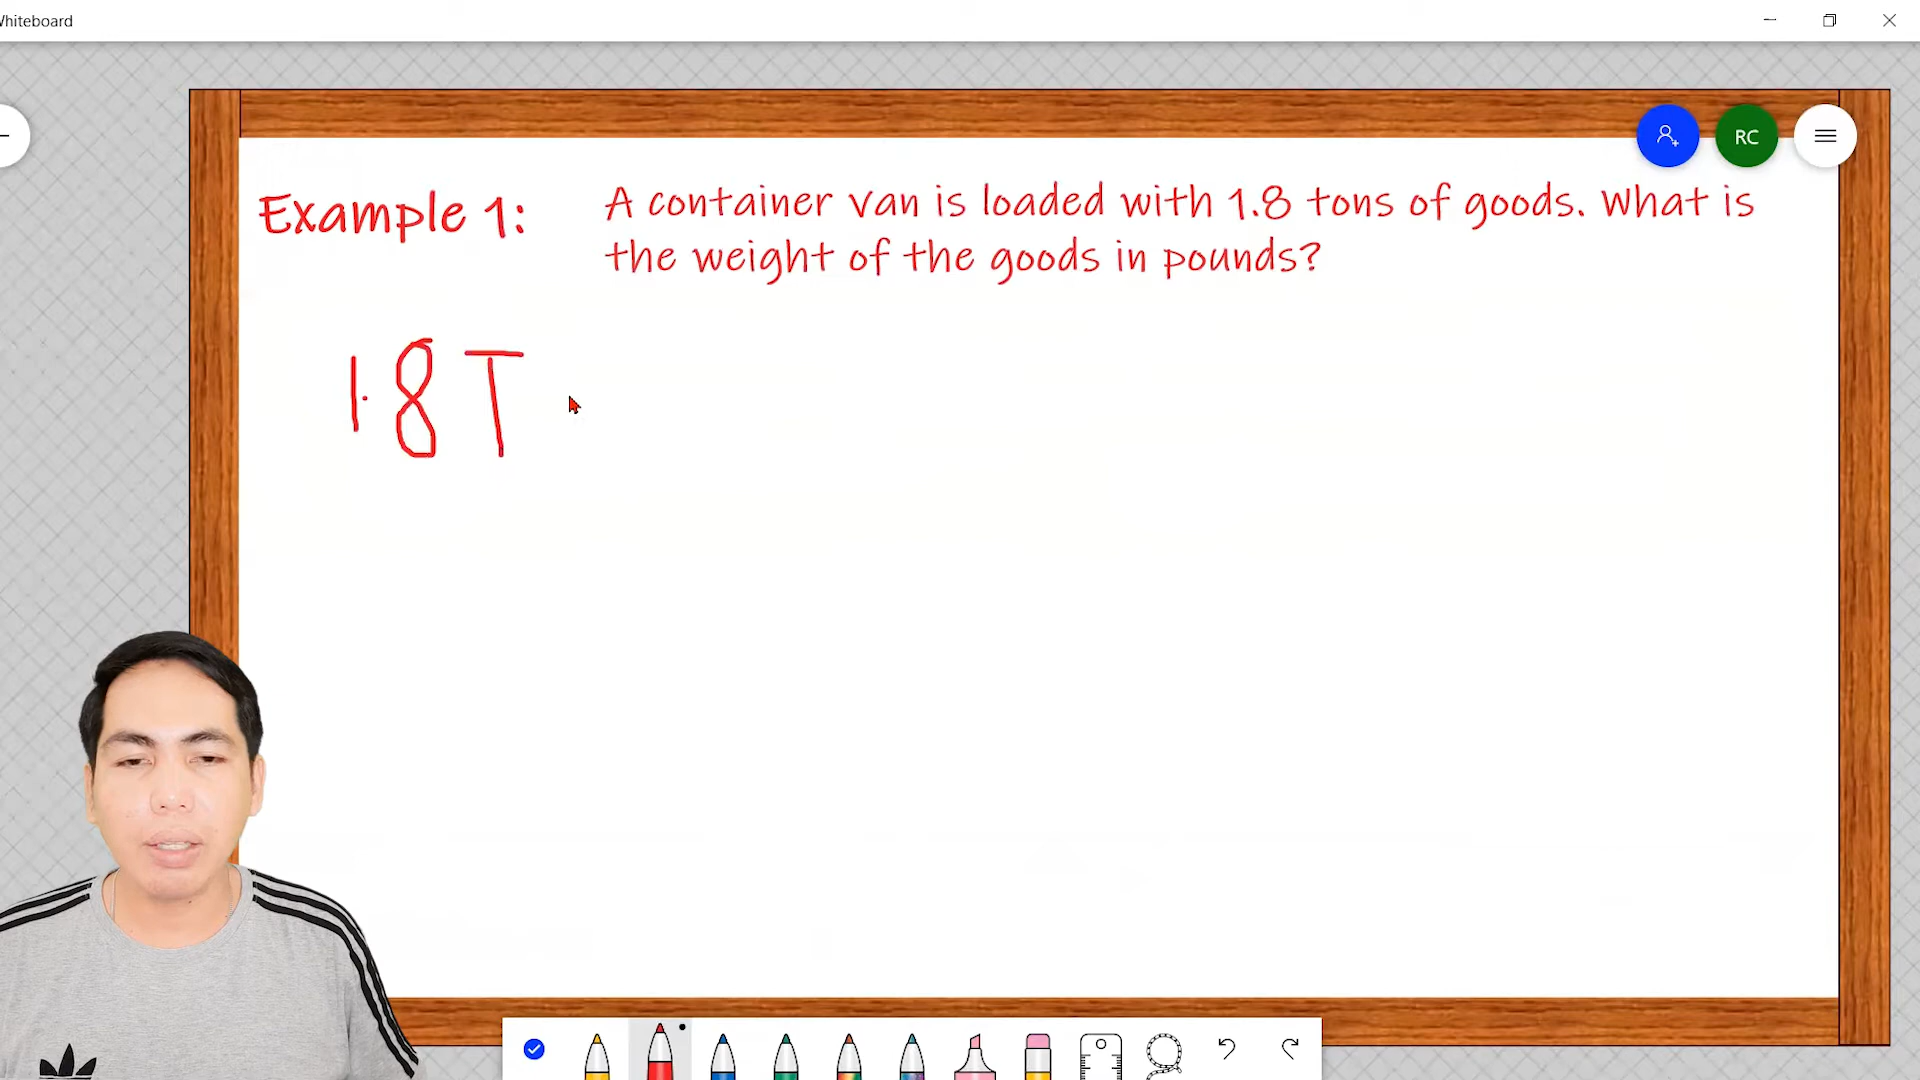 Whiteboard
RC
Example 1:
A container van is loaded with 1.8 tons of goods. What is
the weight of the goods in pounds?
1.8 T